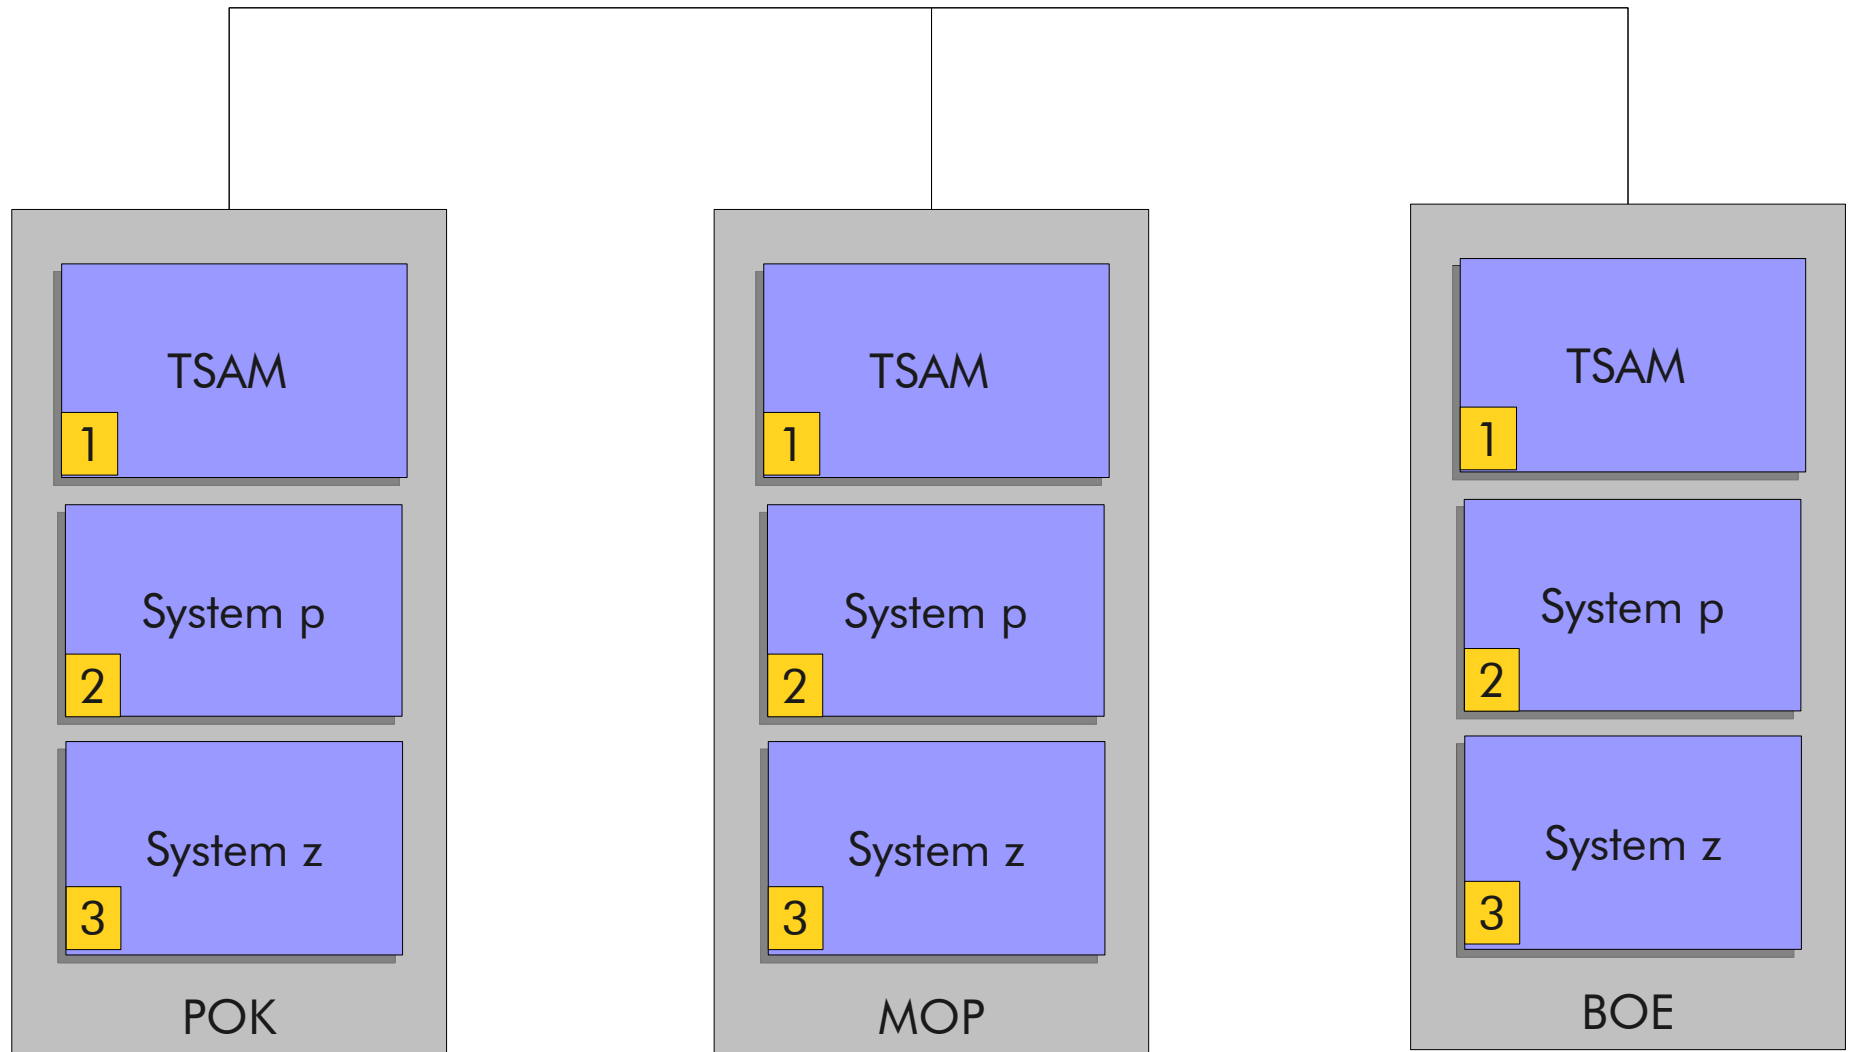 TSAM
1
System p
2
System z
3
POK
TSAM
1
System p
2
System z
3
MOP
TSAM
1
System p
2
System z
3
BOE